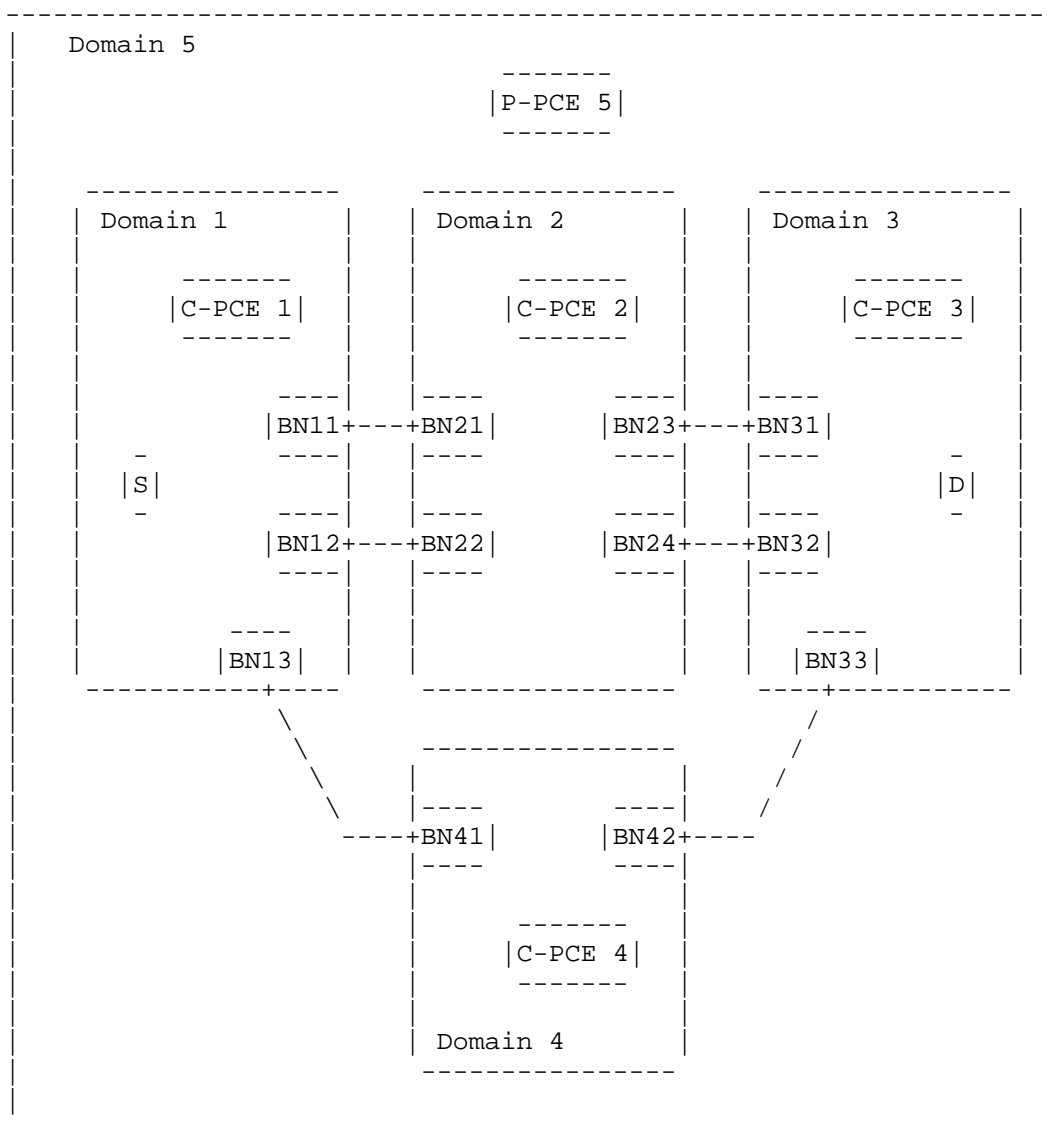 Domain 5
P-PCE 5
Domain 1 Domain 2 Domain 3
C-PCE 1 C-PCE 2 C-PCE 3
BN11 BN21 BN23 BN31
S D
BN12 BN22 BN24 BN32
BN13 BN33
BN41 BN42
C-PCE 4
Domain 4